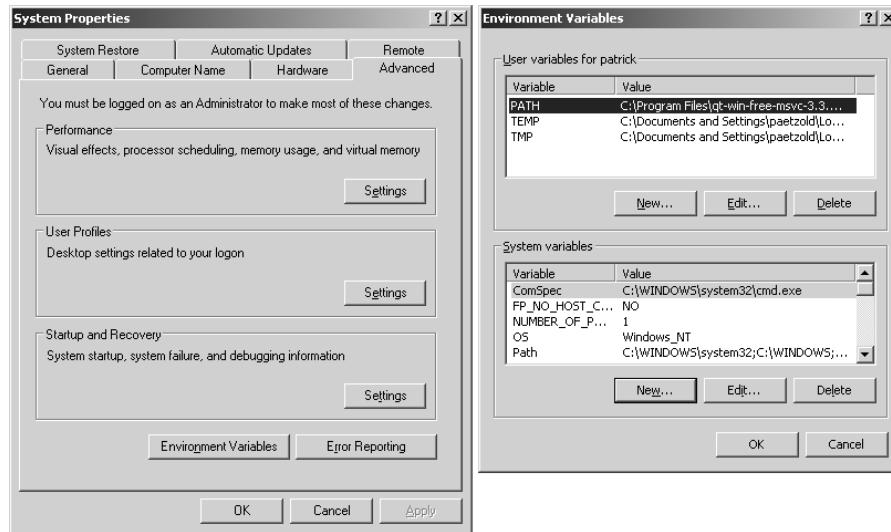 System Properties
System Restore Automatic Updates Remote
General Computer Name Hardware Advanced
You must be logged on as an Administrator to make most of these changes.
Performance
Visual effects, processor scheduling, memory usage, and virtual memory
Settings
User Profiles
Desktop settings related to your logon
Settings
Startup and Recovery
System startup, system failure, and debugging information
Settings
Environment Variables Error Reporting
OK Cancel Apply
Environment Variables
User variables for patrick
Variable Value
PATH C:\Program Files\qt-win-free-msvc-3.3....
TEMP C:\Documents and Settings\paetzold\Lo...
TMP C:\Documents and Settings\paetzold\Lo...
New... Edit... Delete
System variables
Variable Value
ComSpec C:\WINDOWS\system32\cmd.exe
FP_NO_HOST_C... NO
NUMBER_OF_P... 1
OS Windows_NT
Path C:\WINDOWS\system32;C:\WINDOWS;...
New... Edit... Delete
OK Cancel